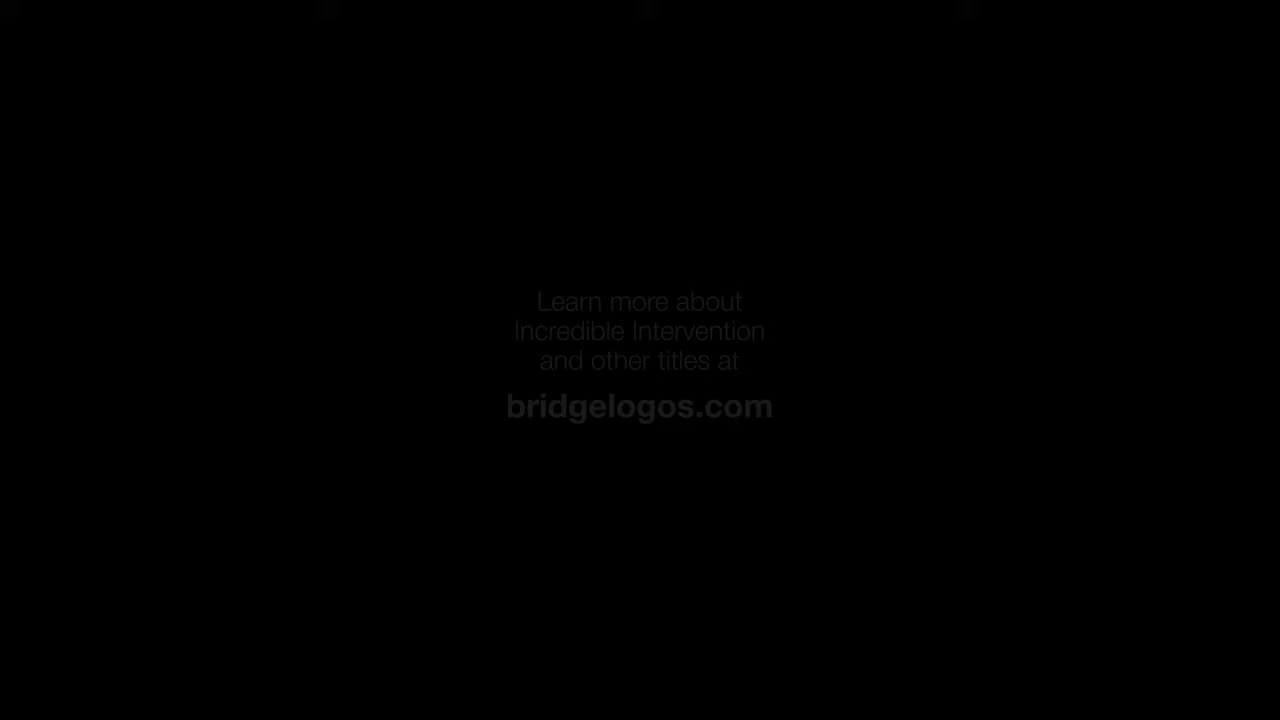 Learn more about
Incredible Intervention
and other titles at
bridgelogos.com